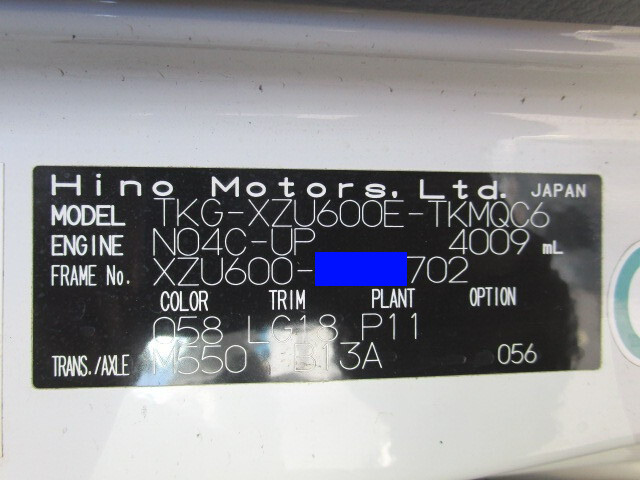 Hino Motors, Ltd. JAPAN
MODEL TKG-XZU600E-TKMQC6
ENGINE N04C-UP 4009 mL
FRAME No. XZU600- 702
COLOR TRIM PLANT OPTION
058 LG18 P11
TRANS./AXLE M550 B13A 056